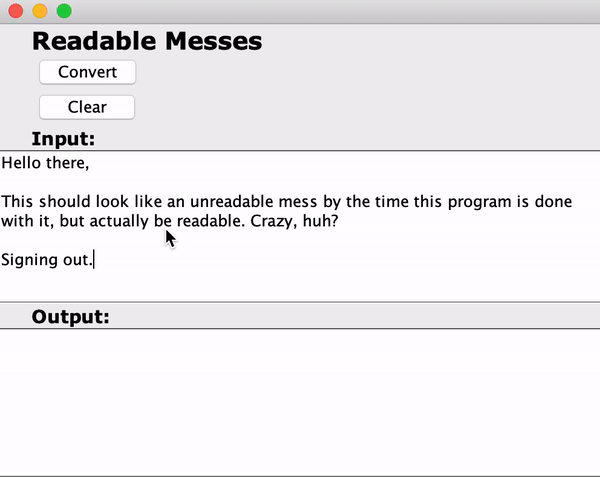 Readable Messes
Convert
Clear
Input:
Hello there,
This should look like an unreadable mess by the time this program is done
with it, but actually be readable. Crazy, huh?
Signing out.
Output: